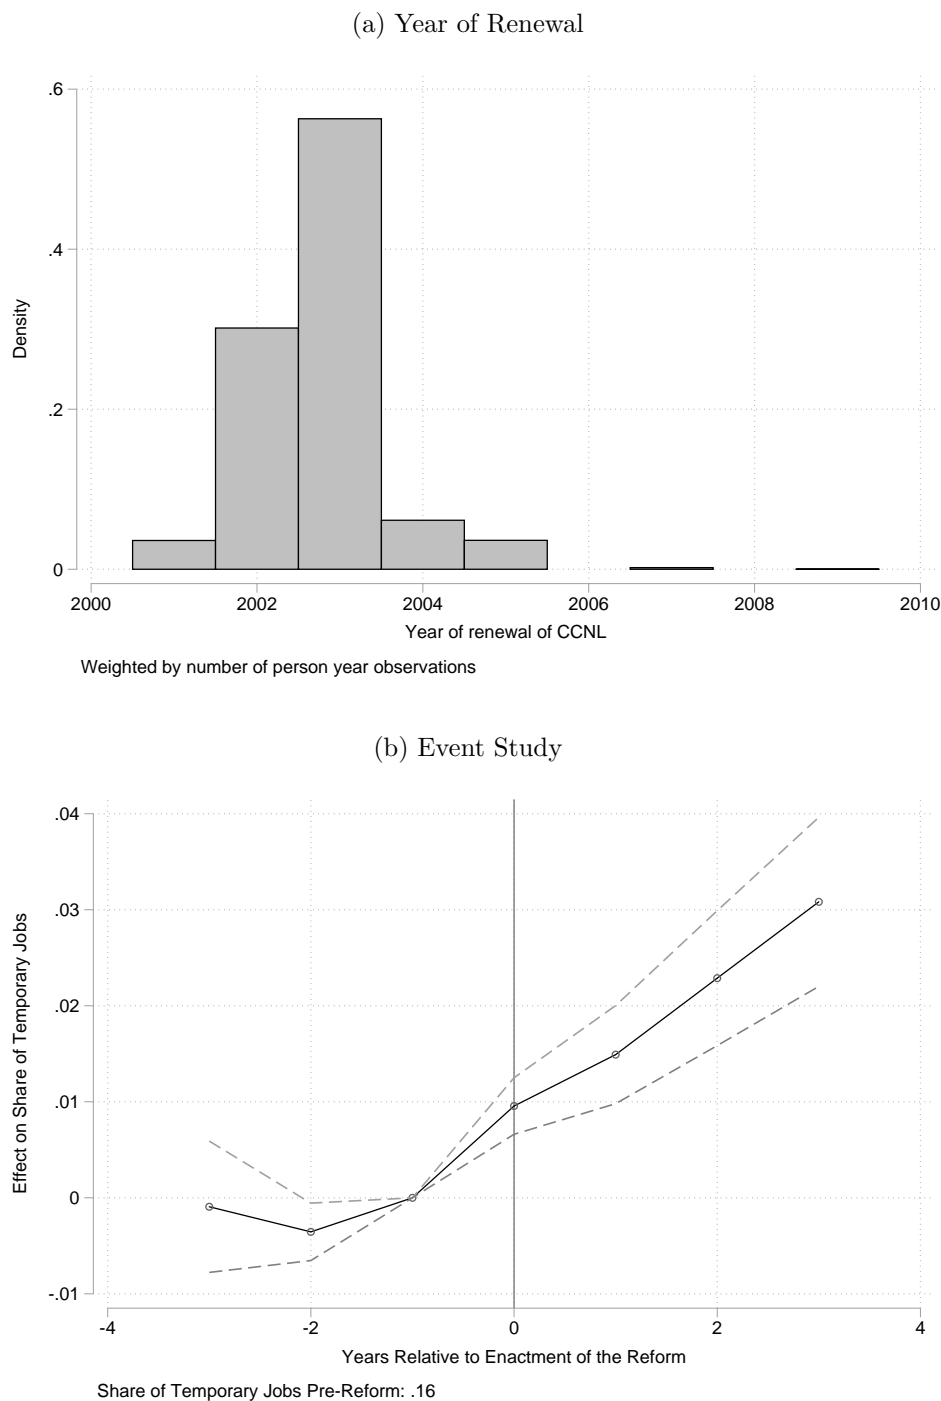 (a) Year of Renewal
.6
.4
.2
0
Density
2000 2002 2004 2006 2008 2010
Year of renewal of CCNL
Weighted by number of person year observations
(b) Event Study
.04
.03
.02
.01
0
-.01
Effect on Share of Temporary Jobs
-4 -2 0 2 4
Years Relative to Enactment of the Reform
Share of Temporary Jobs Pre-Reform: .16